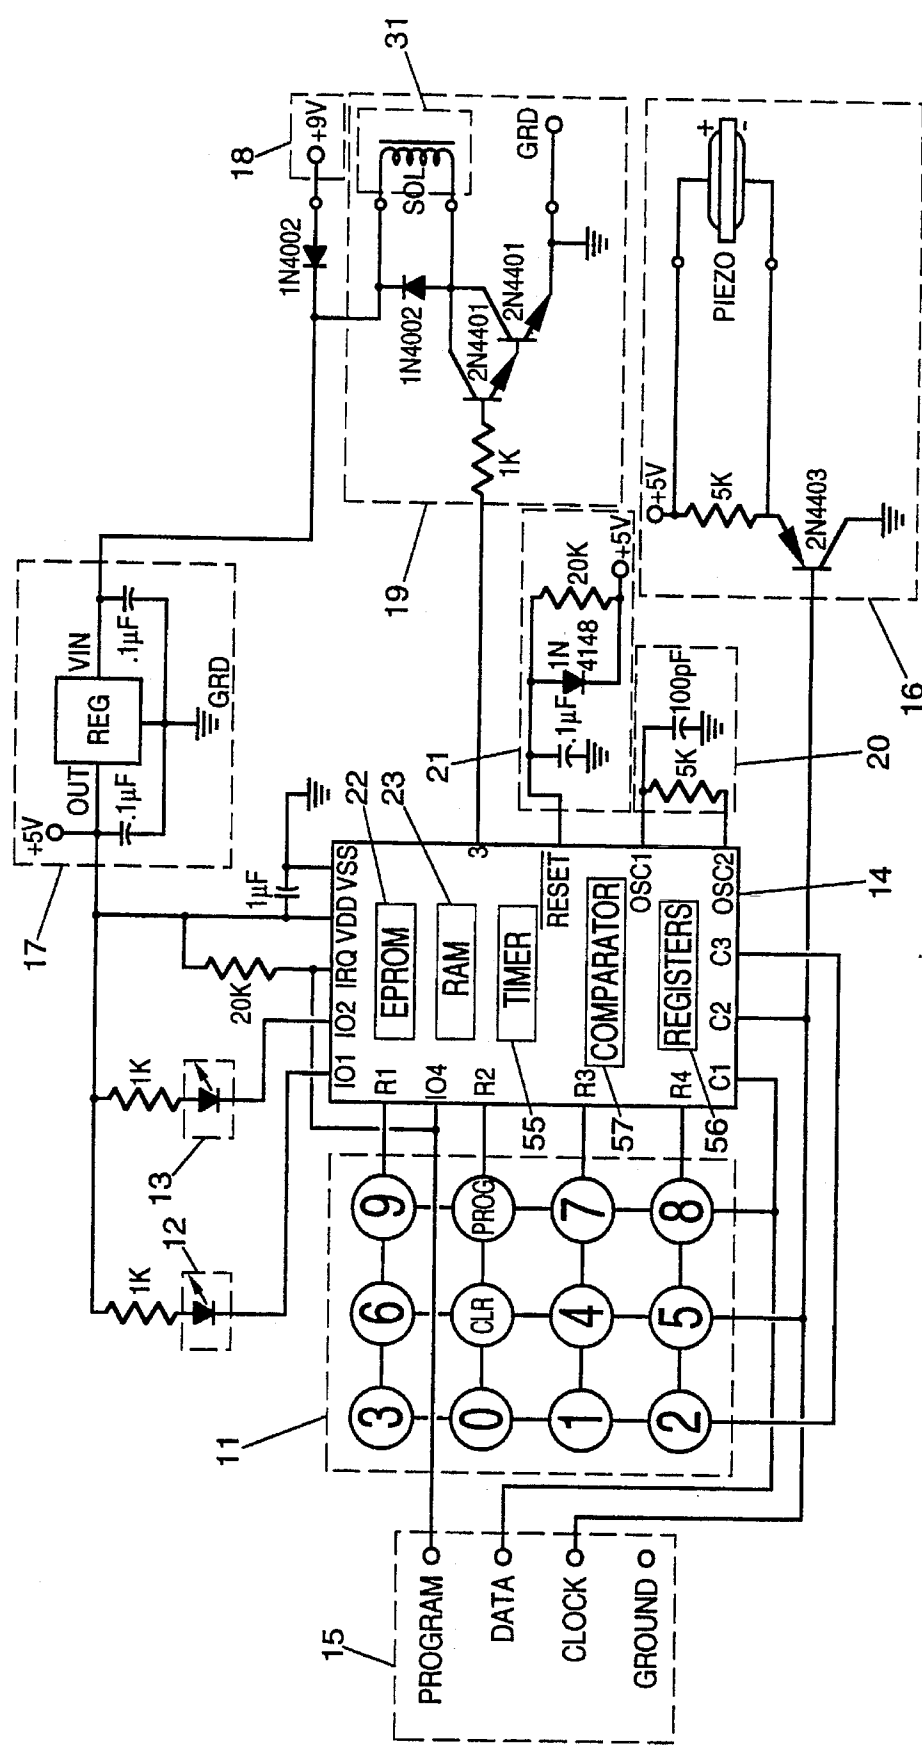 31
18
+9V
1N4002
SOL
GRD
1N4002
2N4401
2N4401
1K
19
+5V
PIEZO
+
-
5K
2N4403
16
17
+5V
OUT
REG
VIN
.1µF
.1µF
GRD
21
.1µF
1N
4148
20K
+5V
20
5K
100pF
1µF
20K
1K
13
1K
12
IO1
IO2
IRQ
VDD
VSS
3
RESET
OSC1
OSC2
R1
IO4
R2
R3
R4
C1
C2
C3
EPROM
22
RAM
23
TIMER
55
COMPARATOR
57
REGISTERS
56
14
11
3
6
9
0
CLR
PROG
1
4
7
2
5
8
15
PROGRAM
DATA
CLOCK
GROUND